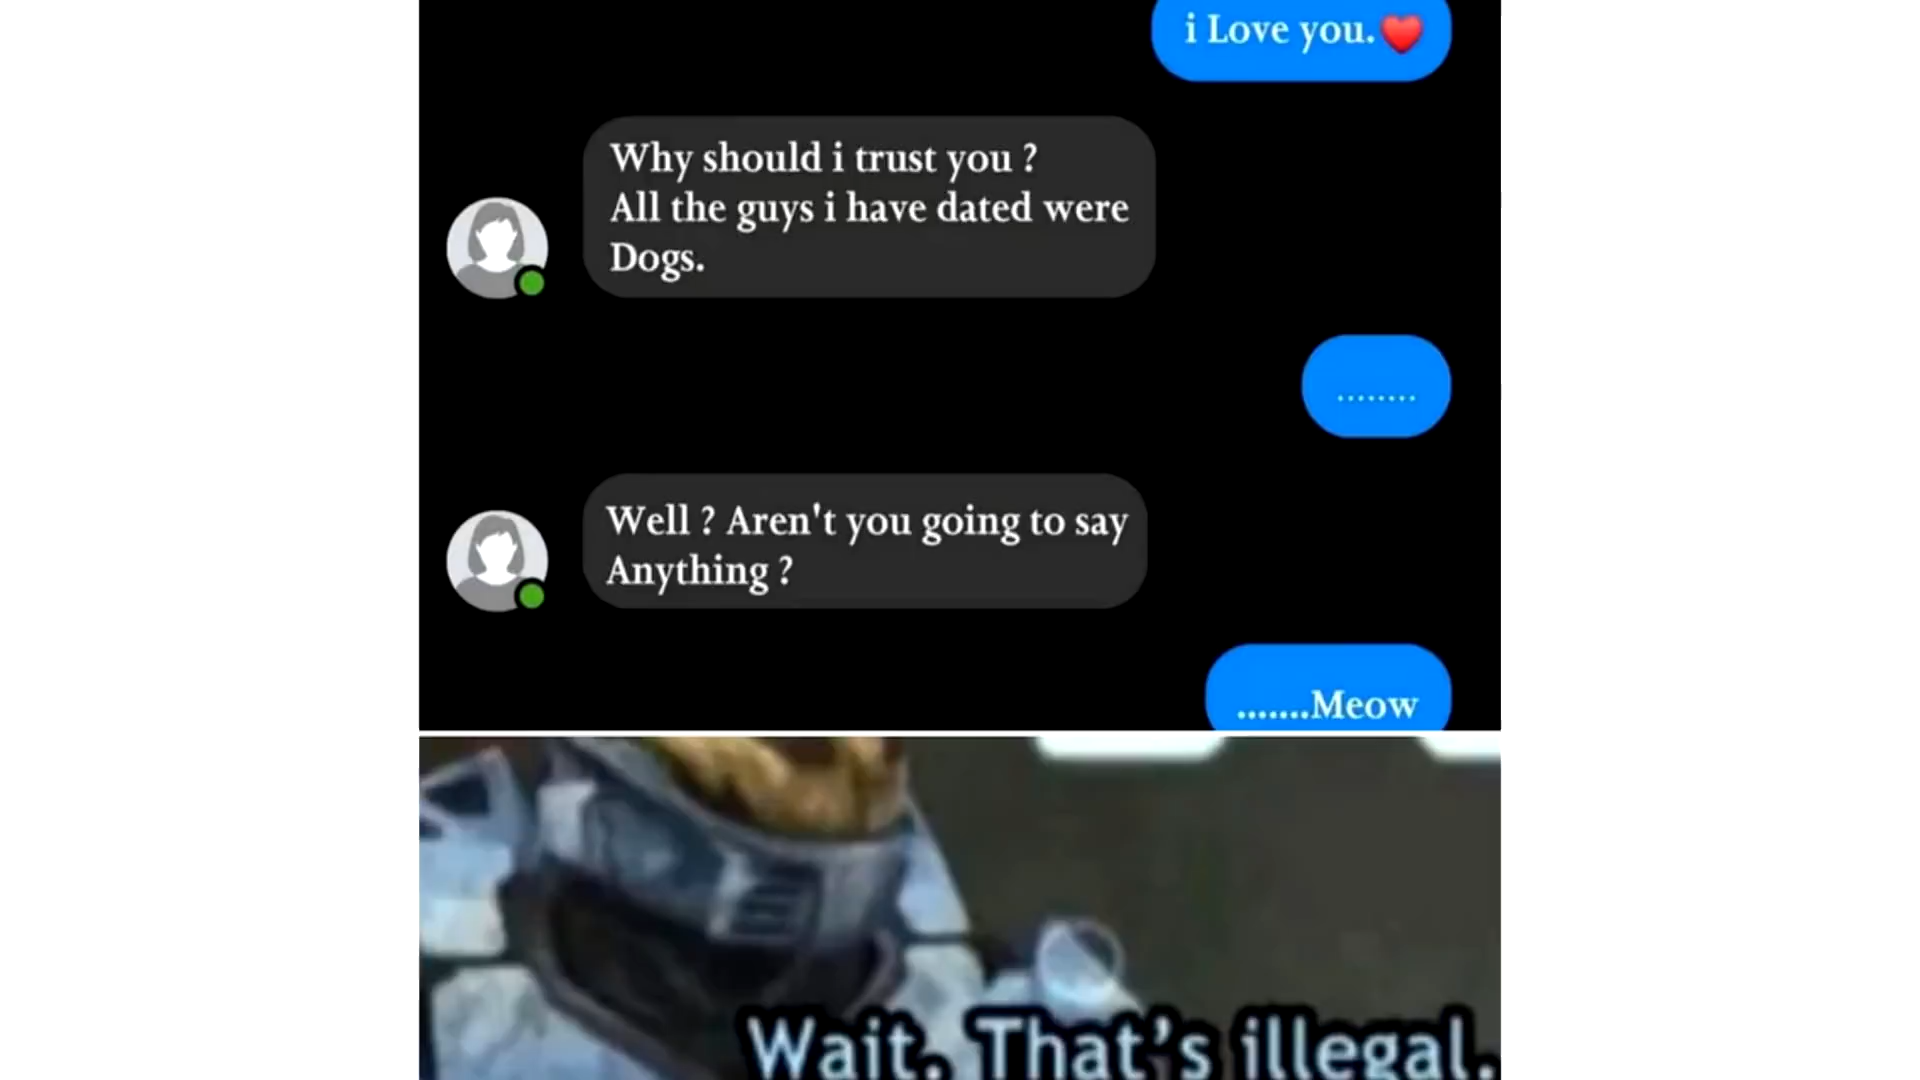 i Love you.❤️
Why should i trust you ?
All the guys i have dated were
Dogs.
........
Well ? Aren't you going to say
Anything ?
.......Meow
Wait. That's illegal.